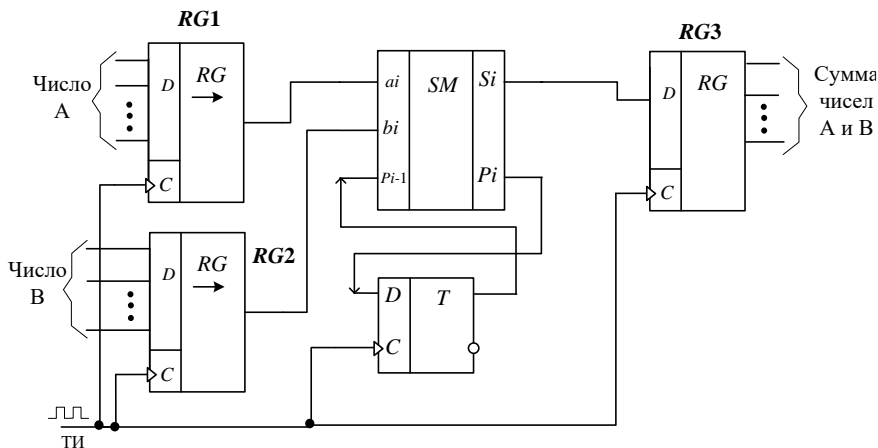 RG1
Число
А
D
RG
C
ai
SM
Si
bi
Pi-1
Pi
RG3
D
RG
C
Сумма
чисел
А и В
Число
В
D
RG
C
RG2
D
T
C
ТИ